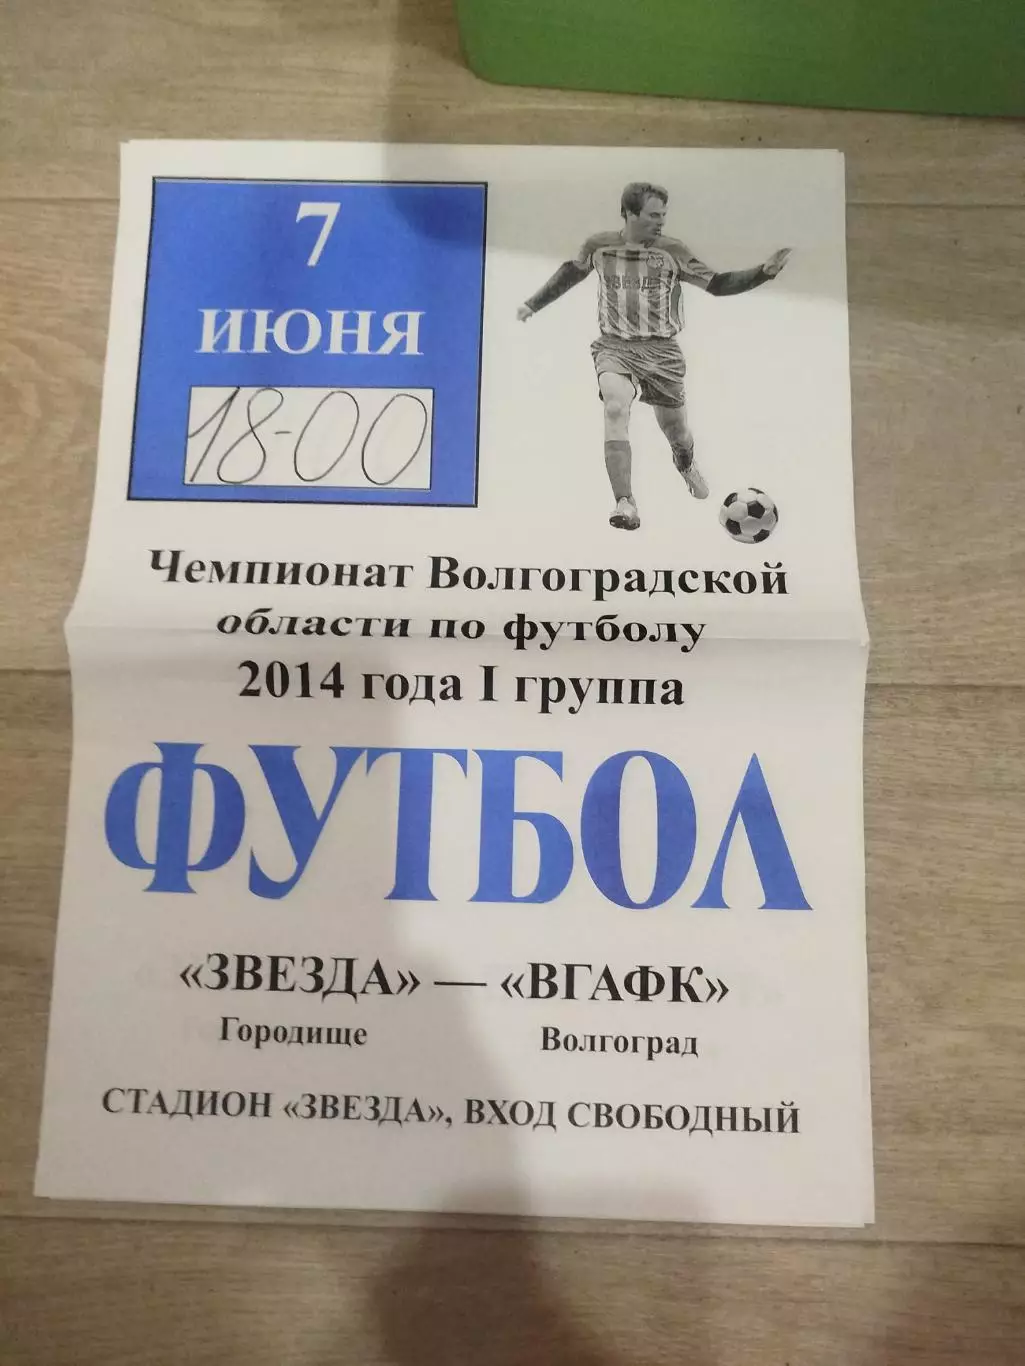 7
ИЮНЯ
18-00
ЗВЕЗДА
Чемпионат Волгоградской
области по футболу
2014 года I группа
ФУТБОЛ
«ЗВЕЗДА» — «ВГАФК»
Городище Волгоград
СТАДИОН «ЗВЕЗДА», ВХОД СВОБОДНЫЙ